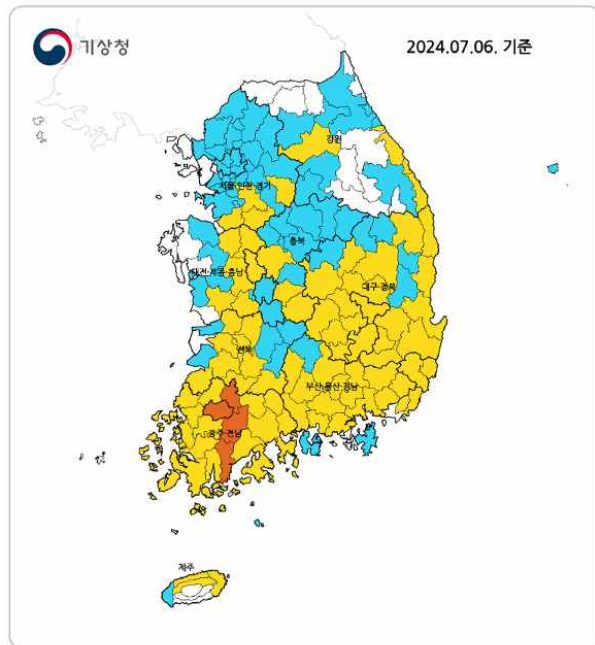 기상청
2024.07.06. 기준
강원
서울·인천·경기
충북
대전·세종·충남
대구·경북
전북
부산·울산·경남
광주·전남
제주